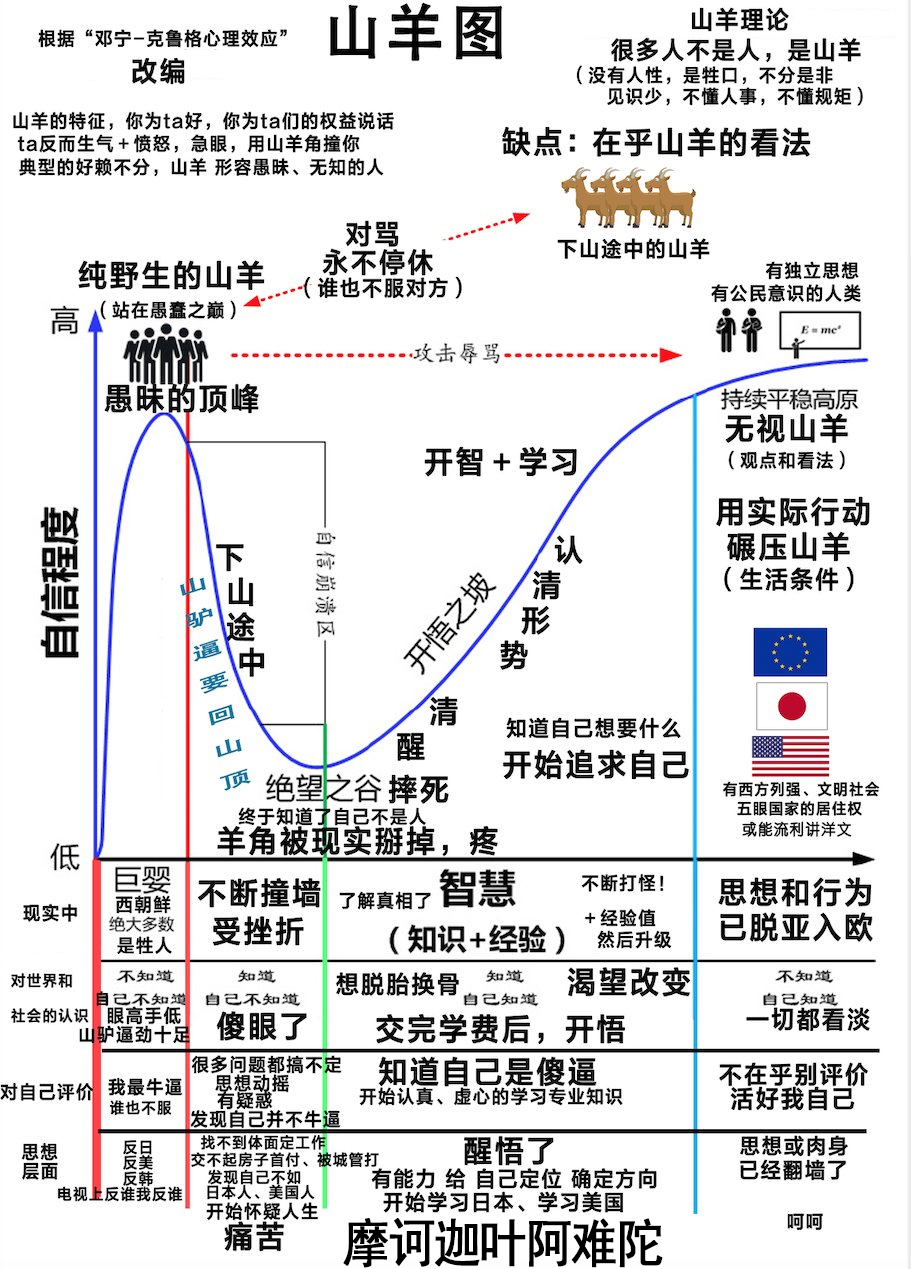 山羊图
根据“邓宁-克鲁格心理效应”
改编
山羊理论
很多人不是人，是山羊
（没有人性，是牲口，不分是非
见识少，不懂人事，不懂规矩）
山羊的特征，你为ta好，你为ta们的权益说话
ta反而生气＋愤怒，急眼，用山羊角撞你
典型的好赖不分，山羊 形容愚昧、无知的人
缺点：在乎山羊的看法
下山途中的山羊
对骂
永不停休
（谁也不服对方）
纯野生的山羊
（站在愚蠢之巅）
有独立思想
有公民意识的人类
E = mc²
高
攻击辱骂
愚昧的顶峰
持续平稳高原
无视山羊
（观点和看法）
开智＋学习
用实际行动
碾压山羊
（生活条件）
自信程度
自信崩溃区
下山途中
山驴逼要回山顶
开悟之坡
认清形势
清醒
知道自己想要什么
开始追求自己
有西方列强、文明社会
五眼国家的居住权
或能流利讲洋文
绝望之谷 摔死
终于知道了自己不是人
羊角被现实掰掉，疼
低
现实中
巨婴
西朝鲜
绝大多数
是牲人
不断撞墙
受挫折
了解真相了 智慧
（知识+经验）
不断打怪！
＋经验值
然后升级
思想和行为
已脱亚入欧
对世界和
社会的认识
不知道
自己不知道
眼高手低
山驴逼劲十足
知道
自己不知道
傻眼了
想脱胎换骨
知道
自己知道
渴望改变
交完学费后，开悟
不知道
自己知道
一切都看淡
对自己评价
我最牛逼
谁也不服
很多问题都搞不定
思想动摇
有疑惑
发现自己并不牛逼
知道自己是傻逼
开始认真、虚心的学习专业知识
不在乎别评价
活好我自己
思想
层面
反日
反美
反韩
电视上反谁我反谁
找不到体面定工作
交不起房子首付、被城管打
发现自己不如
日本人、美国人
开始怀疑人生
痛苦
醒悟了
有能力 给 自己定位 确定方向
开始学习日本、学习美国
摩诃迦叶阿难陀
思想或肉身
已经翻墙了
呵呵